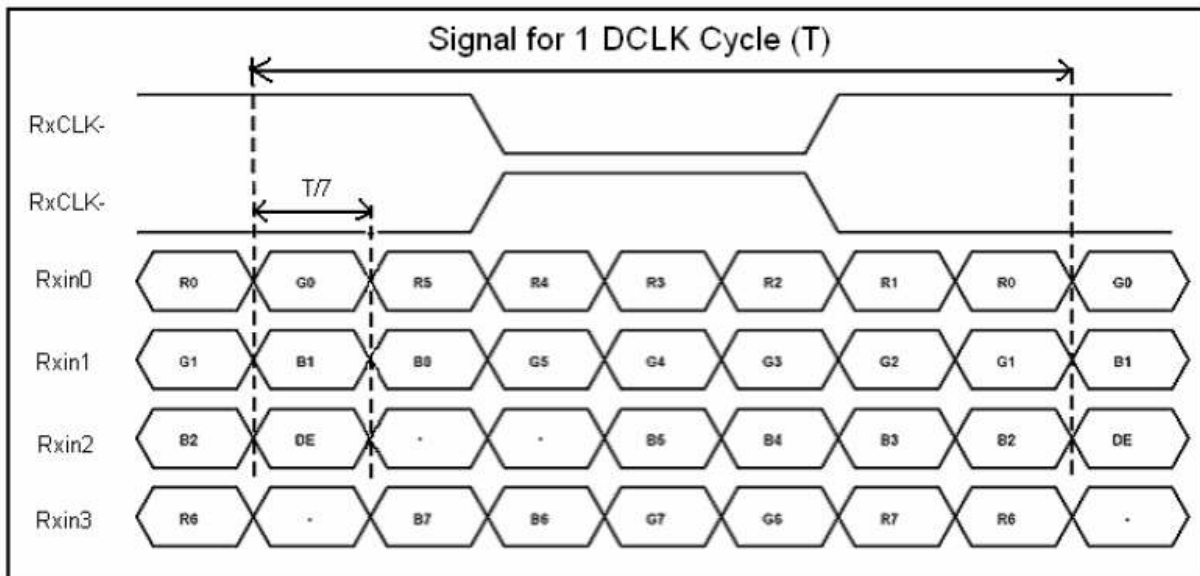 Signal for 1 DCLK Cycle (T)
RxCLK-
T/7
RxCLK-
Rxin0 R0 G0 R5 R4 R3 R2 R1 R0 G0
Rxin1 G1 B1 B0 G5 G4 G3 G2 G1 B1
Rxin2 B2 DE - - B5 B4 B3 B2 DE
Rxin3 R6 - B7 B6 G7 G6 R7 R6 -